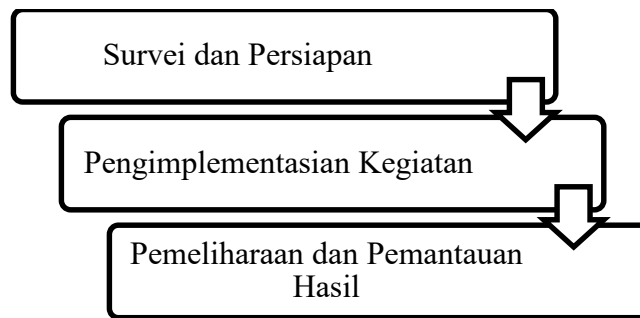 Survei dan Persiapan
Pengimplementasian Kegiatan
Pemeliharaan dan Pemantauan
Hasil